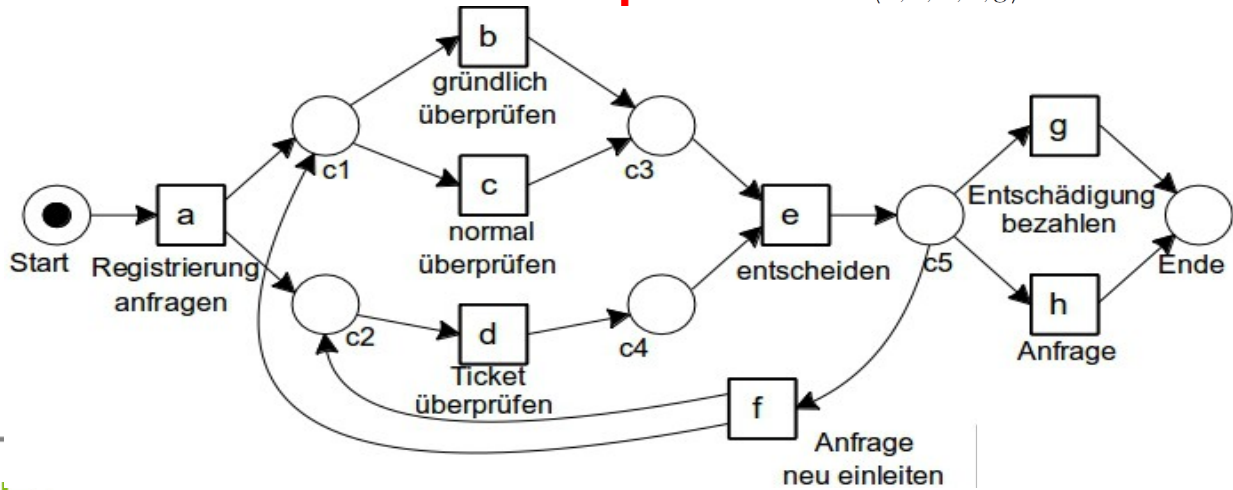 b
gründlich
überprüfen
c1
c3
g
c
a
e
Entschädigung
bezahlen
normal
überprüfen
Start
Registrierung
anfragen
entscheiden
c5
Ende
h
c2
d
c4
Anfrage
Ticket
überprüfen
f
Anfrage
neu einleiten